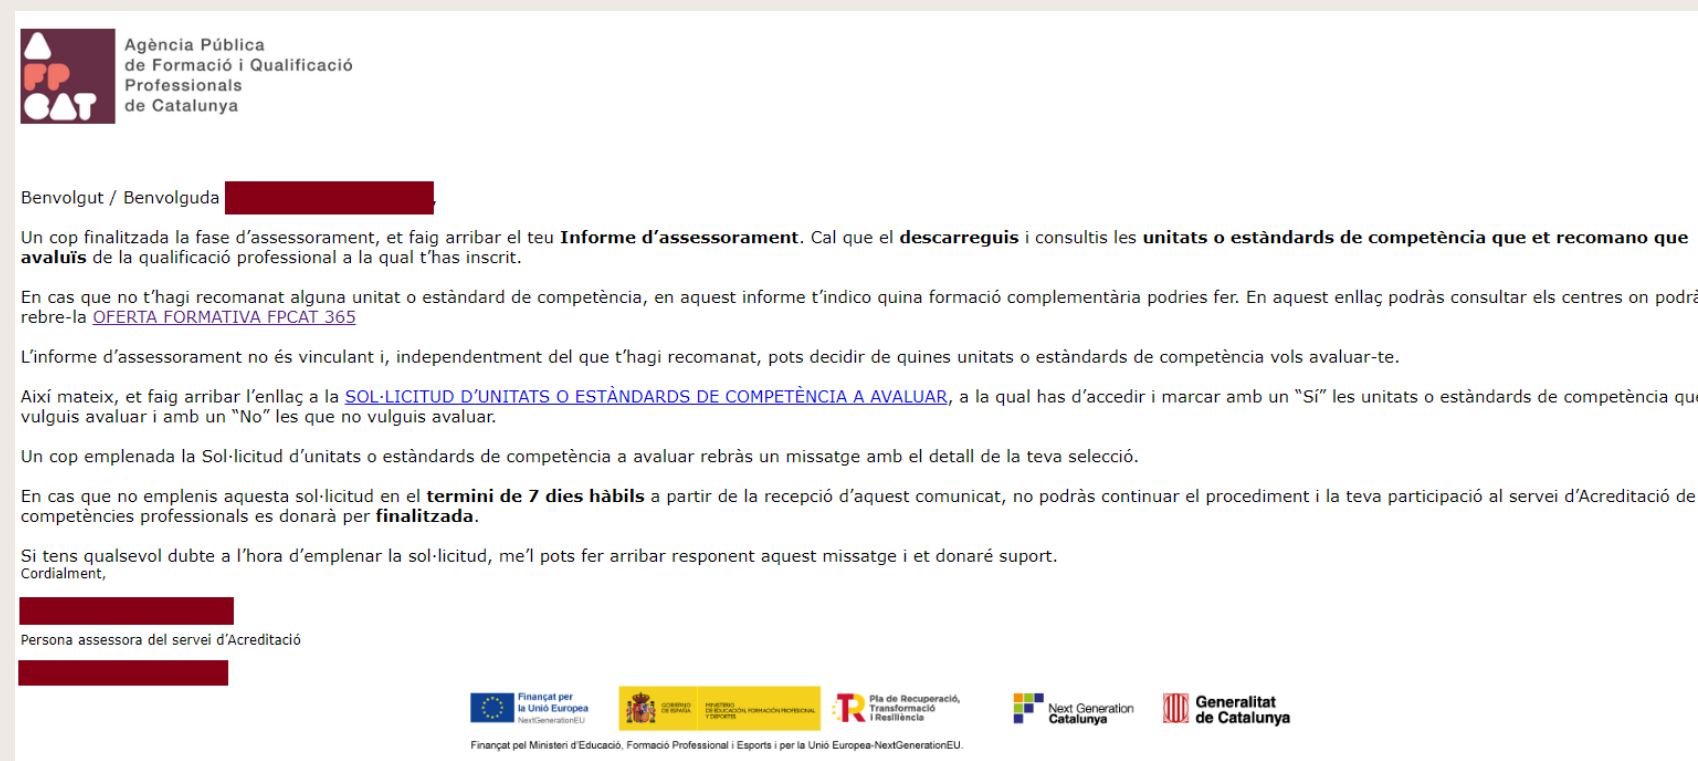 A
FP
CAT
Agència Pública
de Formació i Qualificació
Professionals
de Catalunya
Benvolgut / Benvolguda ,
Un cop finalitzada la fase d’assessorament, et faig arribar el teu Informe d’assessorament. Cal que el descarreguis i consultis les unitats o estàndards de competència que et recomano que
avaluïs de la qualificació professional a la qual t’has inscrit.
En cas que no t’hagi recomanat alguna unitat o estàndard de competència, en aquest informe t’indico quina formació complementària podries fer. En aquest enllaç podràs consultar els centres on podrà
rebre-la OFERTA FORMATIVA FPCAT 365
L’informe d’assessorament no és vinculant i, independentment del que t’hagi recomanat, pots decidir de quines unitats o estàndards de competència vols avaluar-te.
Així mateix, et faig arribar l’enllaç a la SOL·LICITUD D’UNITATS O ESTÀNDARDS DE COMPETÈNCIA A AVALUAR, a la qual has d’accedir i marcar amb un “Sí” les unitats o estàndards de competència que
vulguis avaluar i amb un “No” les que no vulguis avaluar.
Un cop emplenada la Sol·licitud d’unitats o estàndards de competència a avaluar rebràs un missatge amb el detall de la teva selecció.
En cas que no emplenis aquesta sol·licitud en el termini de 7 dies hàbils a partir de la recepció d’aquest comunicat, no podràs continuar el procediment i la teva participació al servei d’Acreditació de
competències professionals es donarà per finalitzada.
Si tens qualsevol dubte a l’hora d’emplenar la sol·licitud, me’l pots fer arribar responent aquest missatge i et donaré suport.
Cordialment,
Persona assessora del servei d’Acreditació
Finançat per
la Unió Europea
NextGenerationEU
GOBIERNO
DE ESPAÑA
MINISTERIO
DE EDUCACIÓN, FORMACIÓN PROFESIONAL
Y DEPORTES
Pla de Recuperació,
Transformació
i Resiliència
Next Generation
Catalunya
Generalitat
de Catalunya
Finançat pel Ministeri d’Educació, Formació Professional i Esports i per la Unió Europea-NextGenerationEU.